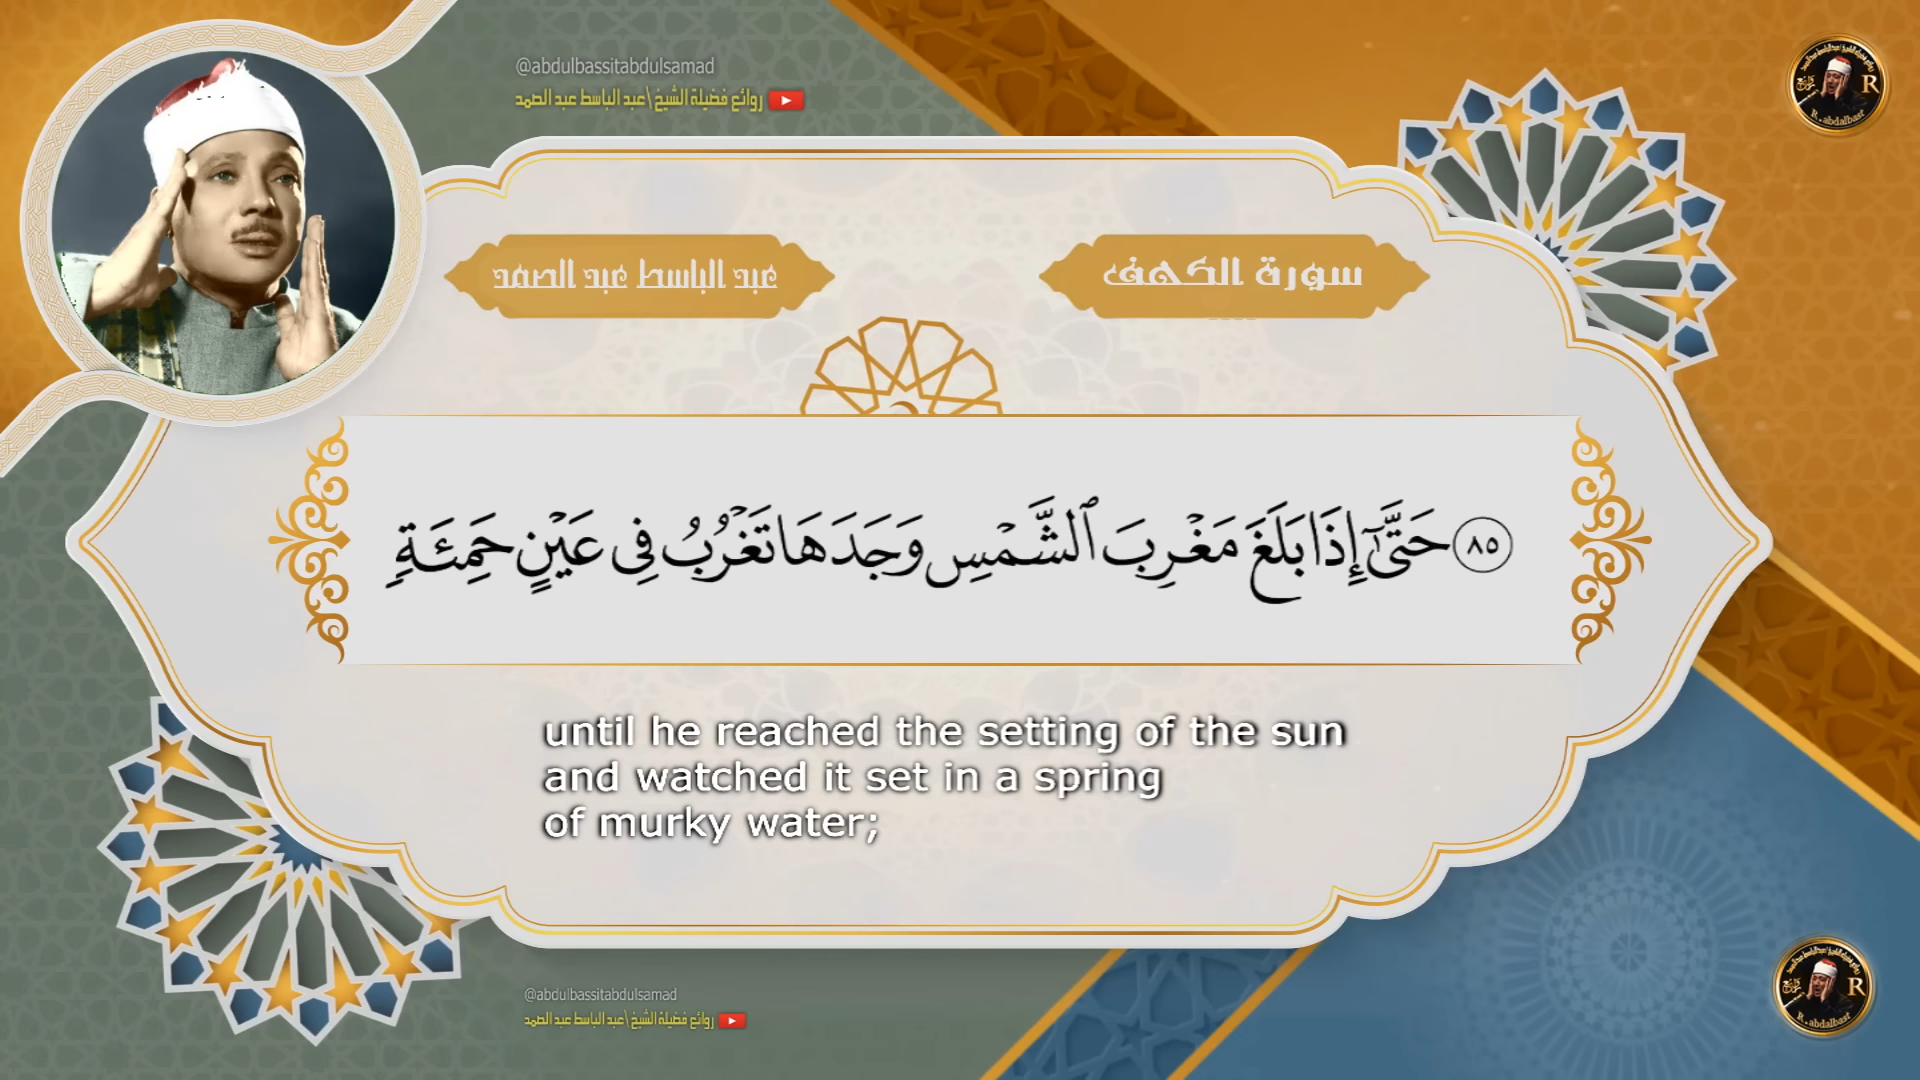 @abdulbassitabdulsamad
روائع فضيلة الشيخ \ عبد الباسط عبد الصمد
عبد الباسط عبد الصمد
سورة الكهف
٨٥ حَتَّىٰٓ إِذَا بَلَغَ مَغْرِبَ ٱلشَّمْسِ وَجَدَهَا تَغْرُبُ فِى عَيْنٍ حَمِئَةٍ
until he reached the setting of the sun
and watched it set in a spring
of murky water;
@abdulbassitabdulsamad
روائع فضيلة الشيخ \ عبد الباسط عبد الصمد
R
R.abdalbast
R
R.abdalbast